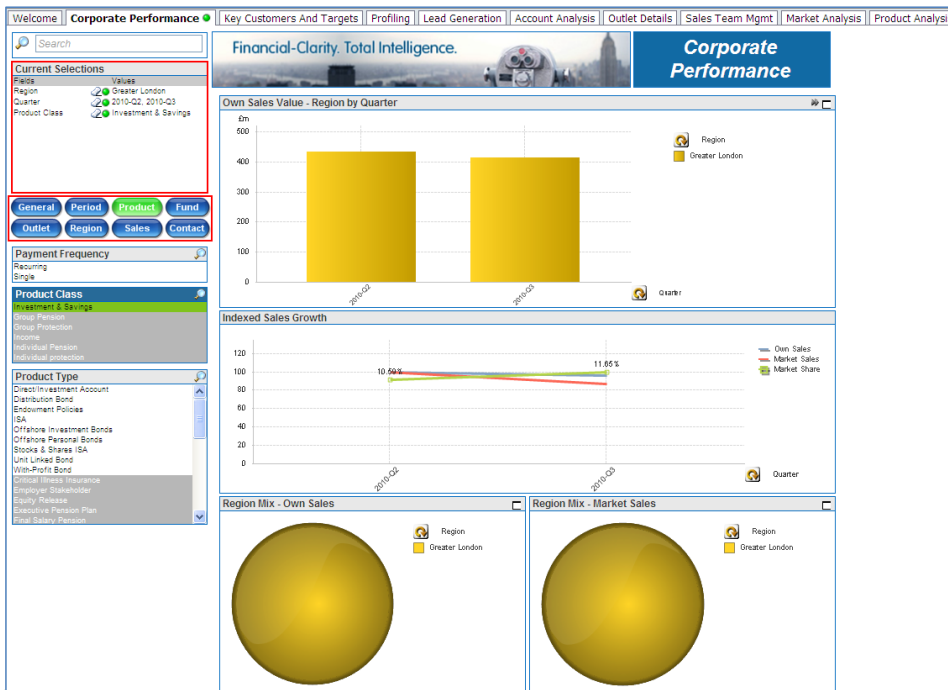 Welcome
Corporate Performance
Key Customers And Targets
Profiling
Lead Generation
Account Analysis
Outlet Details
Sales Team Mgmt
Market Analysis
Product Analysi
Search
Financial-Clarity. Total Intelligence.
Corporate
Performance
Current Selections
Fields Values
Region Greater London
Quarter 2010-Q2, 2010-Q3
Product Class Investment & Savings
General Period Product Fund
Outlet Region Sales Contact
Payment Frequency
Recurring
Single
Product Class
Investment & Savings
Group Pension
Group Protection
Income
Individual Pension
Individual protection
Product Type
Direct/Investment Account
Distribution Bond
Endowment Policies
ISA
Offshore Investment Bonds
Offshore Personal Bonds
Stocks & Shares ISA
Unit Linked Bond
With-Profit Bond
Critical Illness Insurance
Employer Stakeholder
Equity Release
Executive Pension Plan
Final Salary Pension
Own Sales Value - Region by Quarter
£m
500
400
300
200
100
0
2010-Q2
2010-Q3
Quarter
Region
Greater London
Indexed Sales Growth
120
100
80
60
40
20
0
10.59%
11.65%
2010-Q2
2010-Q3
Quarter
Own Sales
Market Sales
Market Share
Region Mix - Own Sales
Region
Greater London
Region Mix - Market Sales
Region
Greater London